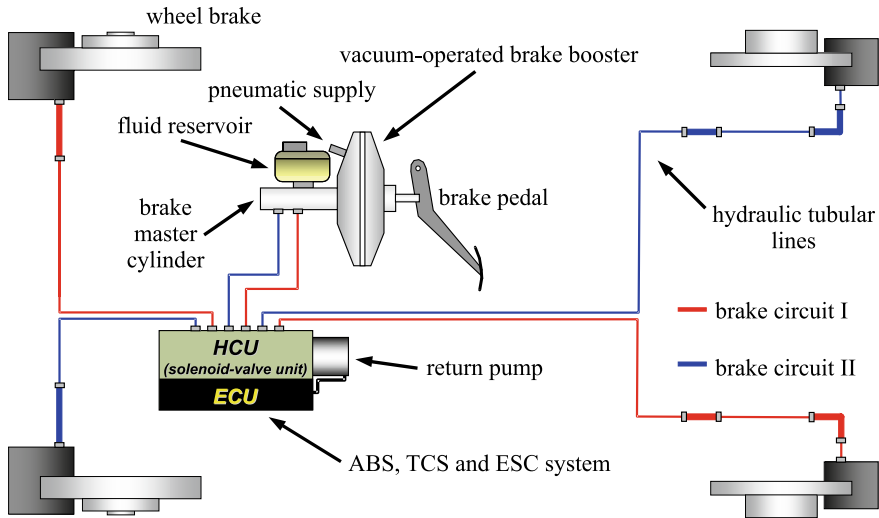 wheel brake
vacuum-operated brake booster
pneumatic supply
fluid reservoir
brake pedal
brake
master
cylinder
hydraulic tubular
lines
brake circuit I
brake circuit II
HCU
(solenoid-valve unit)
ECU
return pump
ABS, TCS and ESC system